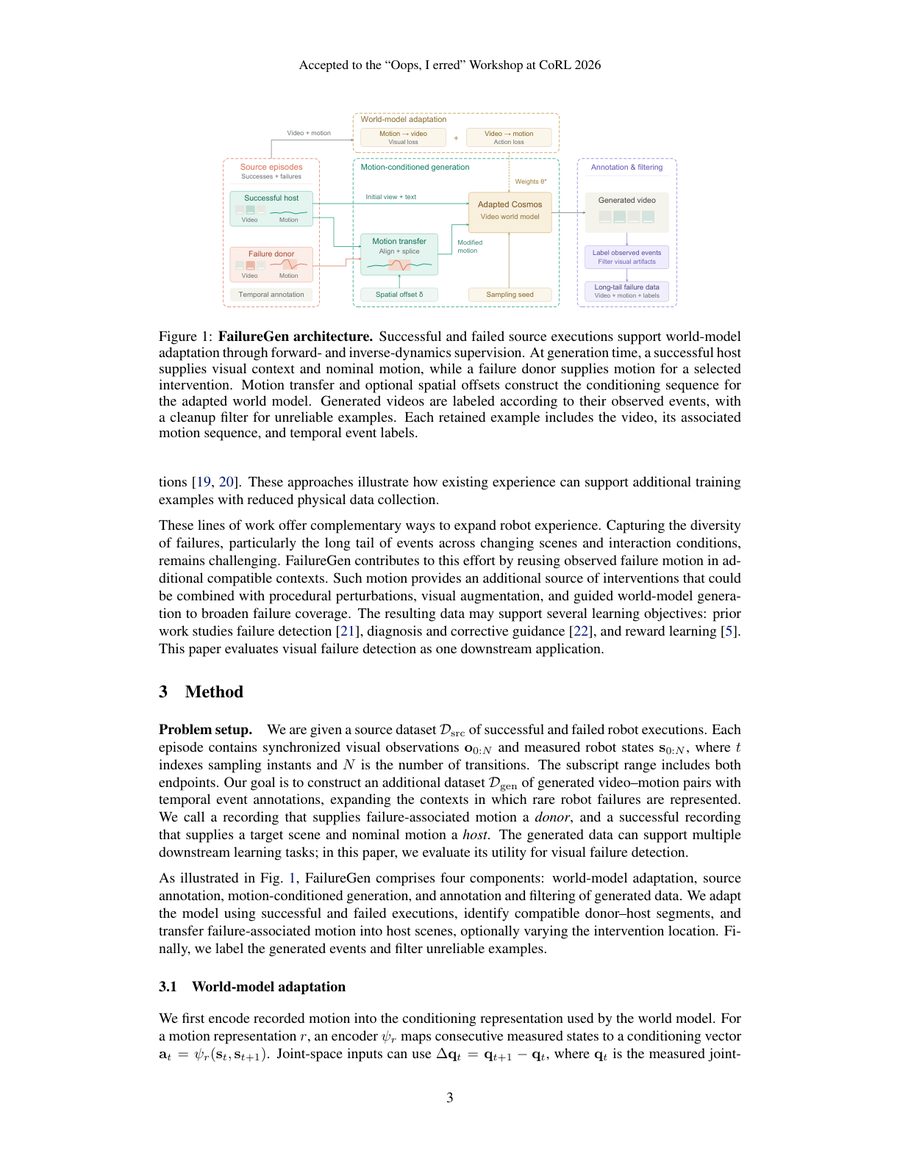 Accepted to the “Oops, I erred” Workshop at CoRL 2026
World-model adaptation
Motion → video
Visual loss
+
Video → motion
Action loss
Video + motion
Source episodes
Successes + failures
Successful host
Video
Motion
Failure donor
Video
Motion
Temporal annotation
Motion-conditioned generation
Initial view + text
Weights θ*
Adapted Cosmos
Video world model
Motion transfer
Align + splice
Modified
motion
Spatial offset δ
Sampling seed
Annotation & filtering
Generated video
Label observed events
Filter visual artifacts
Long-tail failure data
Video + motion + labels
Figure 1: FailureGen architecture. Successful and failed source executions support world-model
adaptation through forward- and inverse-dynamics supervision. At generation time, a successful host
supplies visual context and nominal motion, while a failure donor supplies motion for a selected
intervention. Motion transfer and optional spatial offsets construct the conditioning sequence for
the adapted world model. Generated videos are labeled according to their observed events, with
a cleanup filter for unreliable examples. Each retained example includes the video, its associated
motion sequence, and temporal event labels.
tions [19, 20]. These approaches illustrate how existing experience can support additional training
examples with reduced physical data collection.
These lines of work offer complementary ways to expand robot experience. Capturing the diversity
of failures, particularly the long tail of events across changing scenes and interaction conditions,
remains challenging. FailureGen contributes to this effort by reusing observed failure motion in ad-
ditional compatible contexts. Such motion provides an additional source of interventions that could
be combined with procedural perturbations, visual augmentation, and guided world-model genera-
tion to broaden failure coverage. The resulting data may support several learning objectives: prior
work studies failure detection [21], diagnosis and corrective guidance [22], and reward learning [5].
This paper evaluates visual failure detection as one downstream application.
3 Method
Problem setup. We are given a source dataset 𝒟src of successful and failed robot executions. Each
episode contains synchronized visual observations o0:N and measured robot states s0:N, where t
indexes sampling instants and N is the number of transitions. The subscript range includes both
endpoints. Our goal is to construct an additional dataset 𝒟gen of generated video–motion pairs with
temporal event annotations, expanding the contexts in which rare robot failures are represented.
We call a recording that supplies failure-associated motion a donor, and a successful recording
that supplies a target scene and nominal motion a host. The generated data can support multiple
downstream learning tasks; in this paper, we evaluate its utility for visual failure detection.
As illustrated in Fig. 1, FailureGen comprises four components: world-model adaptation, source
annotation, motion-conditioned generation, and annotation and filtering of generated data. We adapt
the model using successful and failed executions, identify compatible donor–host segments, and
transfer failure-associated motion into host scenes, optionally varying the intervention location. Fi-
nally, we label the generated events and filter unreliable examples.
3.1 World-model adaptation
We first encode recorded motion into the conditioning representation used by the world model. For
a motion representation r, an encoder ψr maps consecutive measured states to a conditioning vector
at = ψr(st, st+1). Joint-space inputs can use Δqt = qt+1 − qt, where qt is the measured joint-
3